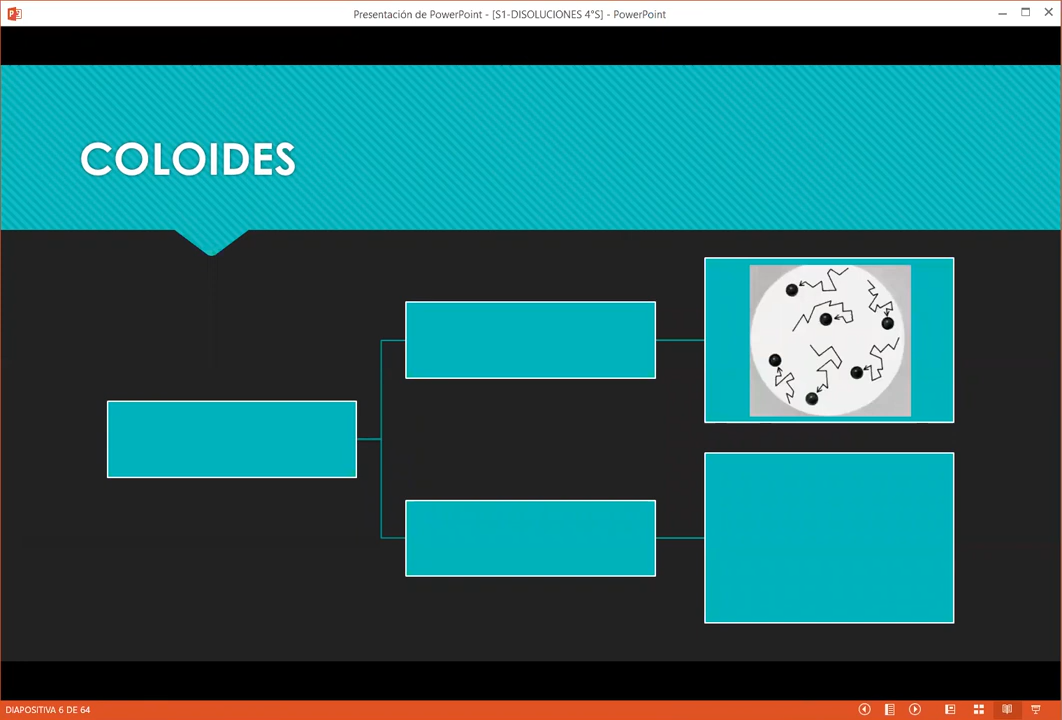 Presentación de PowerPoint - [S1-DISOLUCIONES 4°S] - PowerPoint
COLOIDES
DIAPOSITIVA 6 DE 64